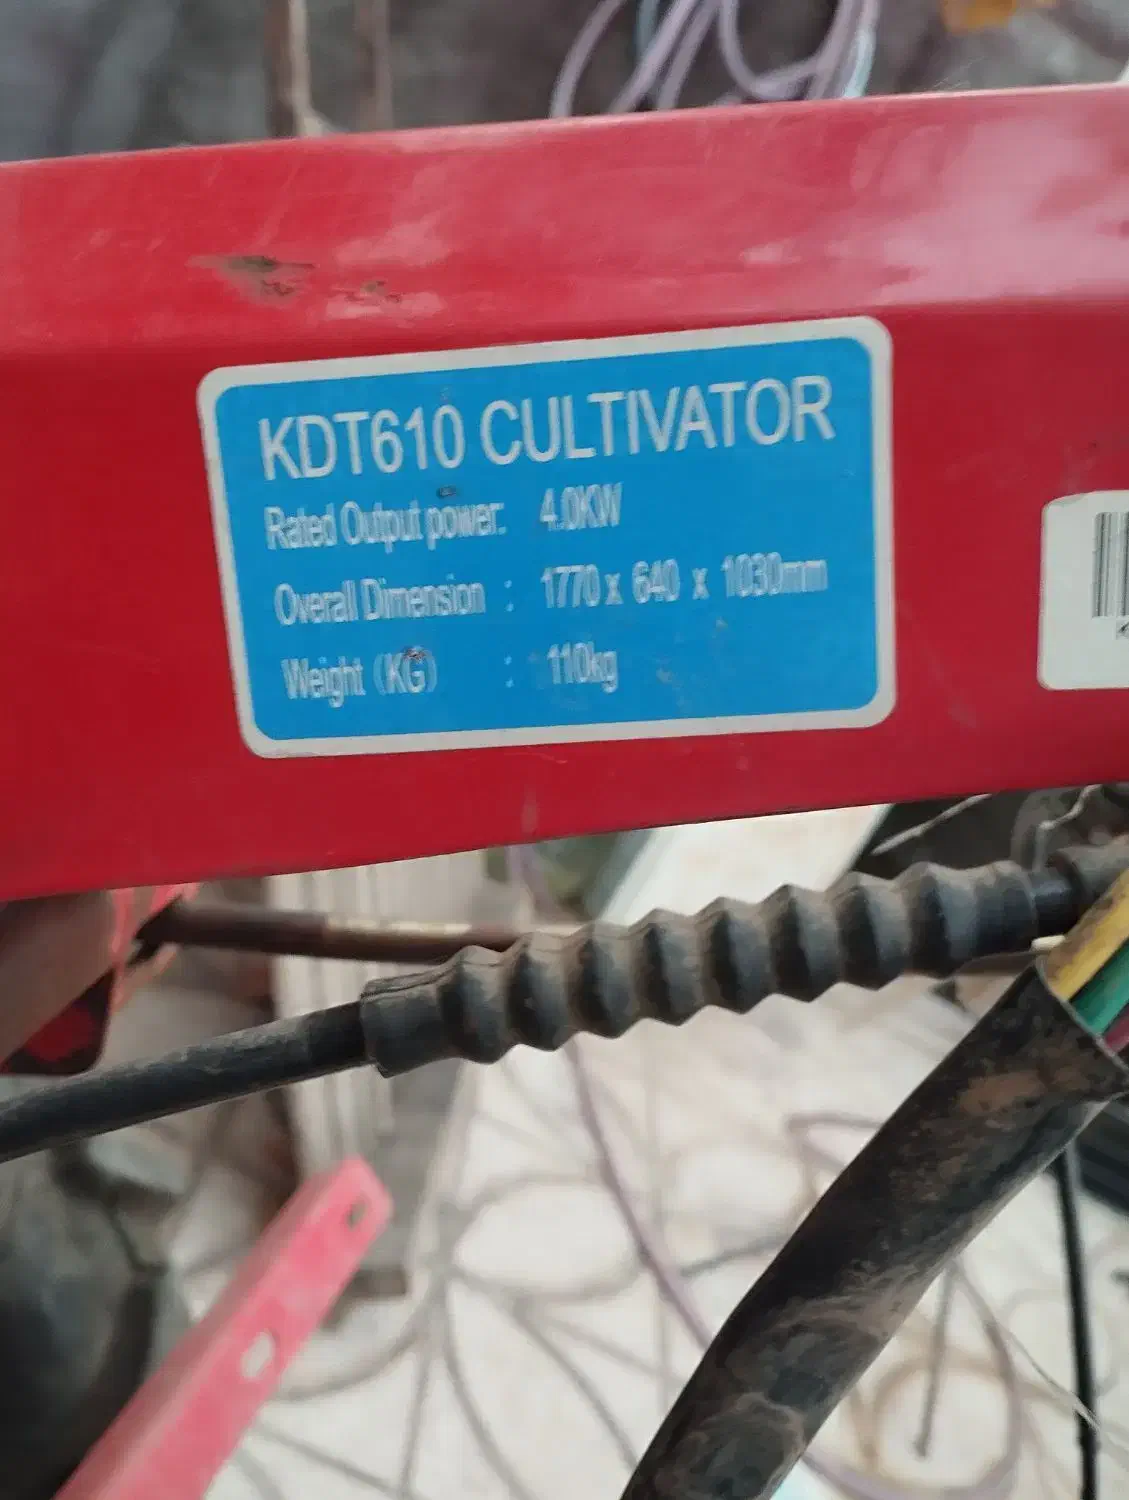 KDT610 CULTIVATOR
Rated Output power: 4.0KW
Overall Dimension : 1770 x 640 x 1030mm
Weight (KG) : 110kg
K